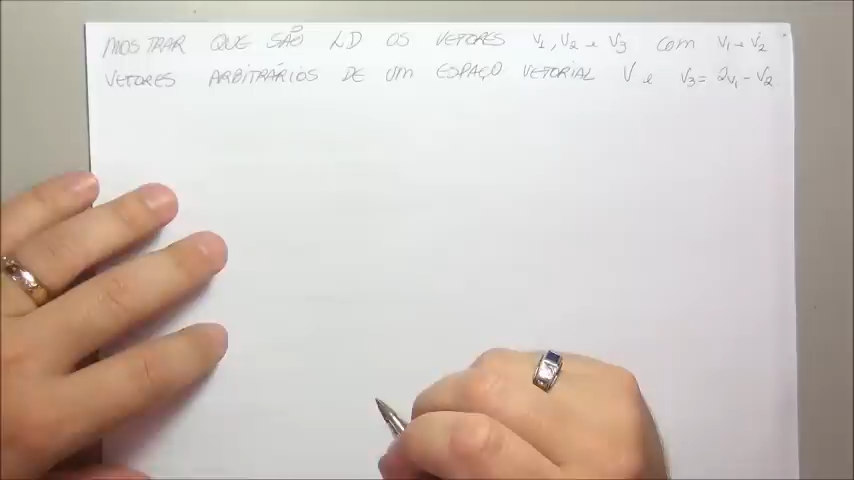 MOSTRAR QUE SÃO LD OS VETORES v₁, v₂ e v₃ com v₁ e v₂
VETORES ARBITRÁRIOS DE UM ESPAÇO VETORIAL V e v₃ = 2v₁ - v₂